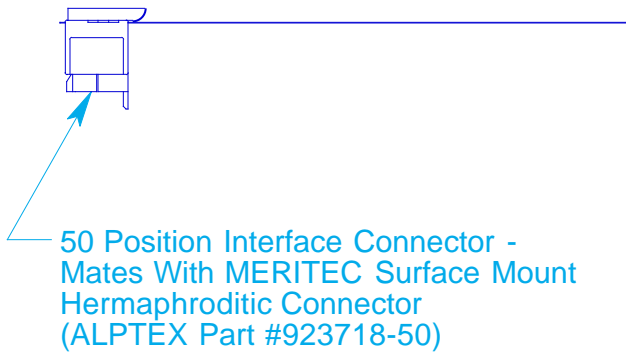 50 Position Interface Connector -
Mates With MERITEC Surface Mount
Hermaphroditic Connector
(ALPTEX Part #923718-50)